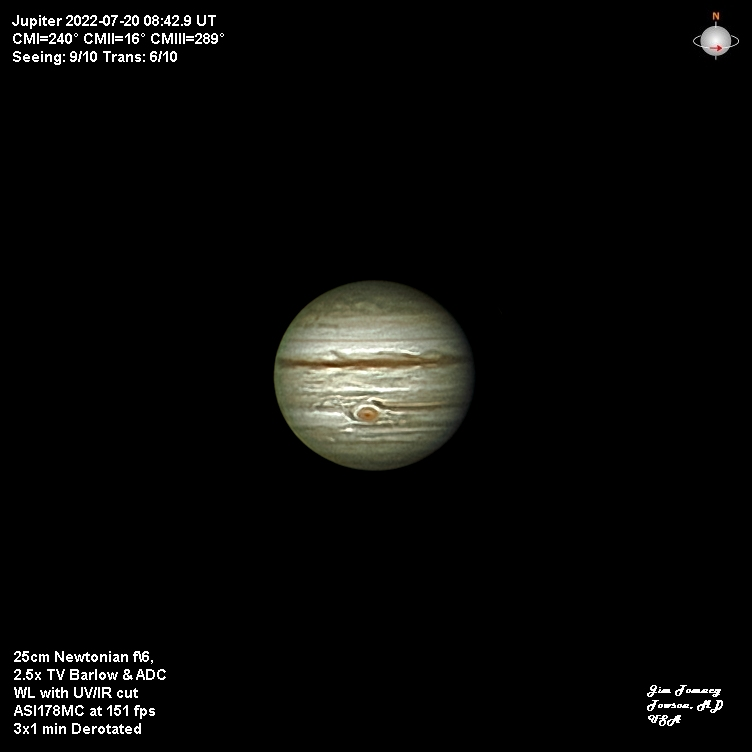 Jupiter 2022-07-20 08:42.9 UT
CMI=240° CMII=16° CMIII=289°
Seeing: 9/10 Trans: 6/10
N
25cm Newtonian f\6,
2.5x TV Barlow & ADC
WL with UV/IR cut
ASI178MC at 151 fps
3x1 min Derotated
Jim Tomney
Towson, MD
USA